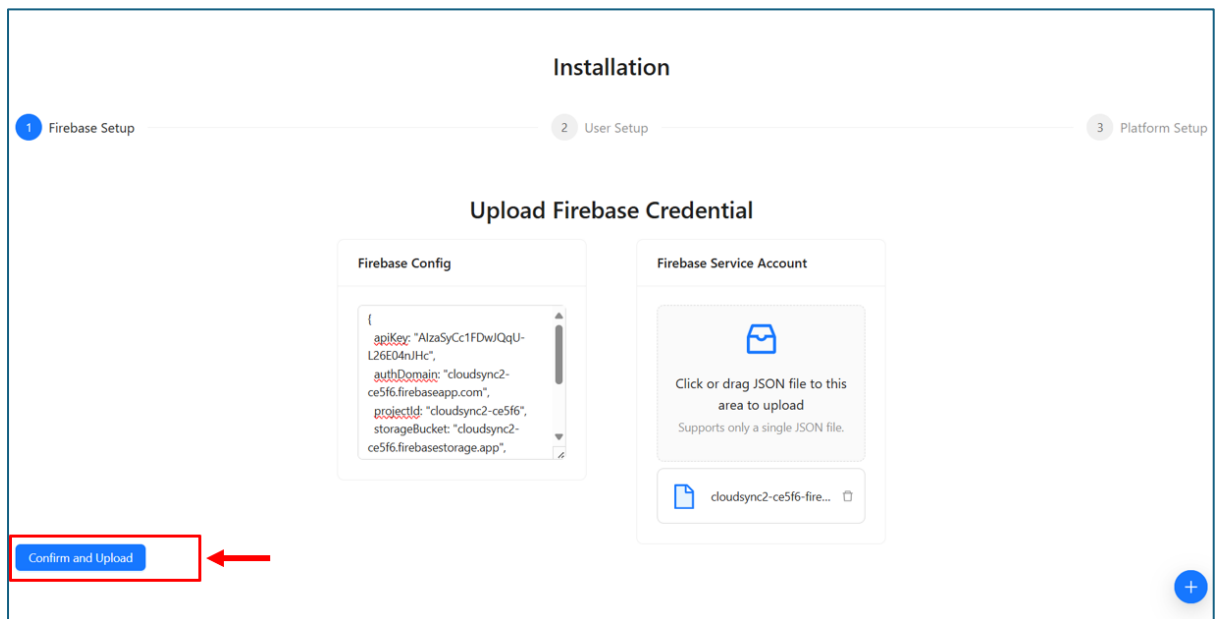 Installation
1 Firebase Setup
2 User Setup
3 Platform Setup
Upload Firebase Credential
Firebase Config
{
apiKey: "AIzaSyCc1FDwJQqU-
L26E04nJHc",
authDomain: "cloudsync2-
ce5f6.firebaseapp.com",
projectId: "cloudsync2-ce5f6",
storageBucket: "cloudsync2-
ce5f6.firebasestorage.app",
Firebase Service Account
Click or drag JSON file to this
area to upload
Supports only a single JSON file.
cloudsync2-ce5f6-fire...
Confirm and Upload
+